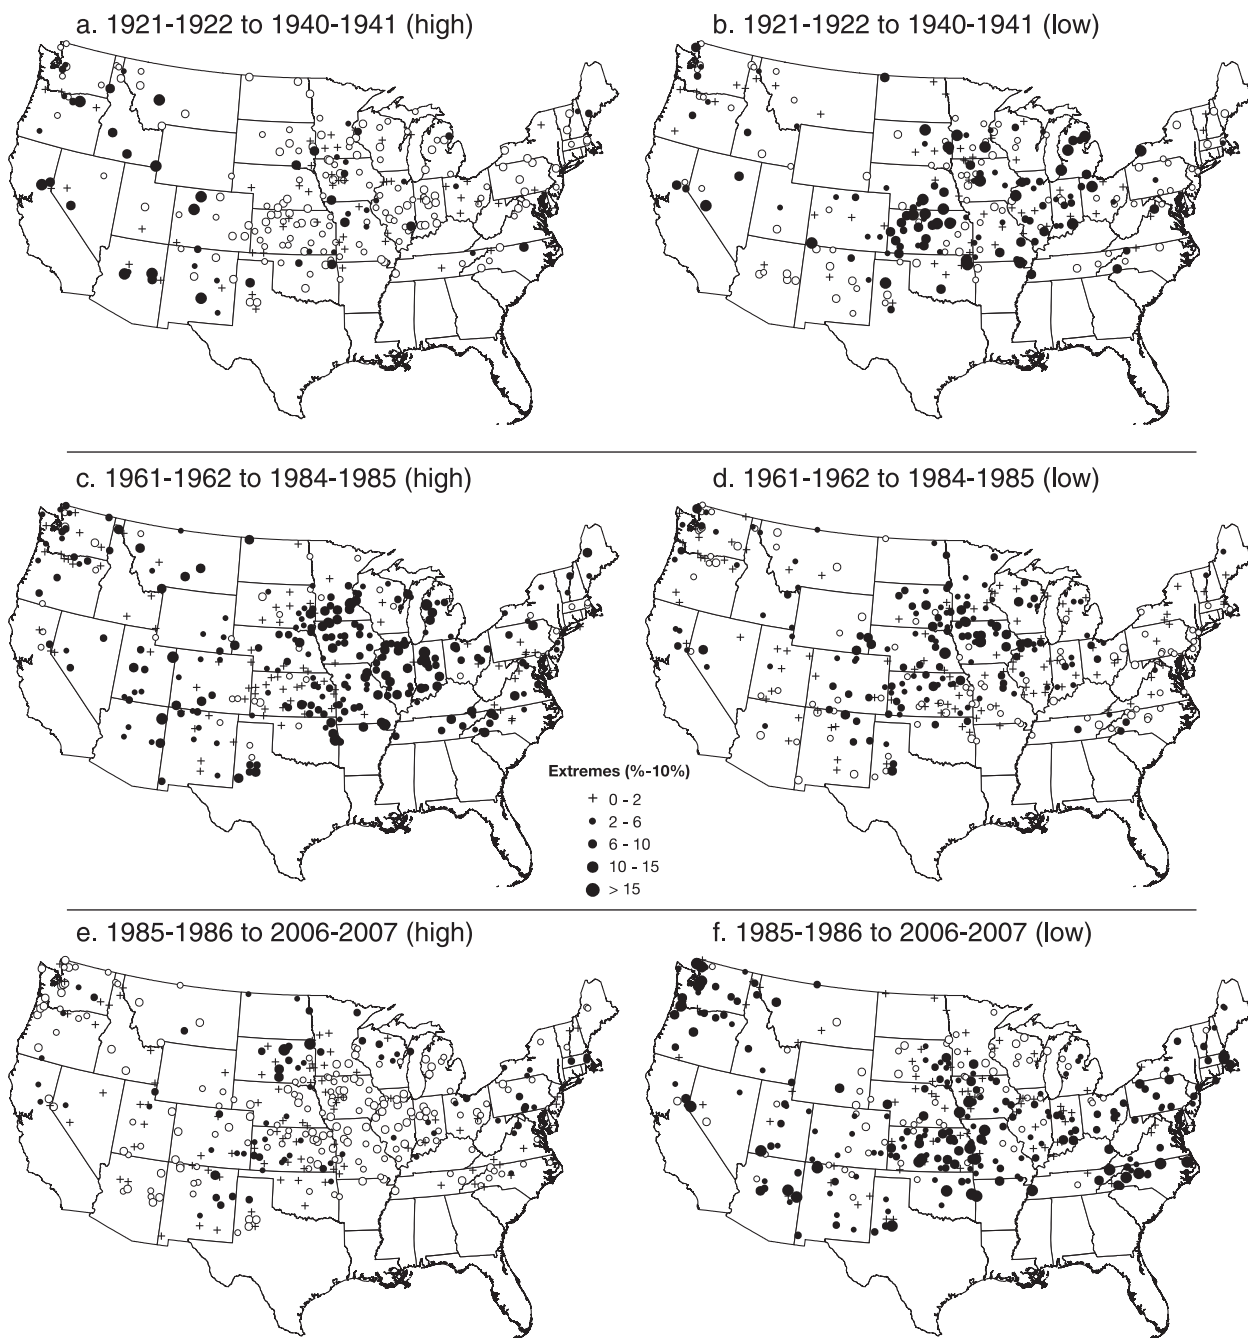 a. 1921-1922 to 1940-1941 (high)
b. 1921-1922 to 1940-1941 (low)
c. 1961-1962 to 1984-1985 (high)
d. 1961-1962 to 1984-1985 (low)
Extremes (%-10%)
0 - 2
2 - 6
6 - 10
10 - 15
> 15
e. 1985-1986 to 2006-2007 (high)
f. 1985-1986 to 2006-2007 (low)